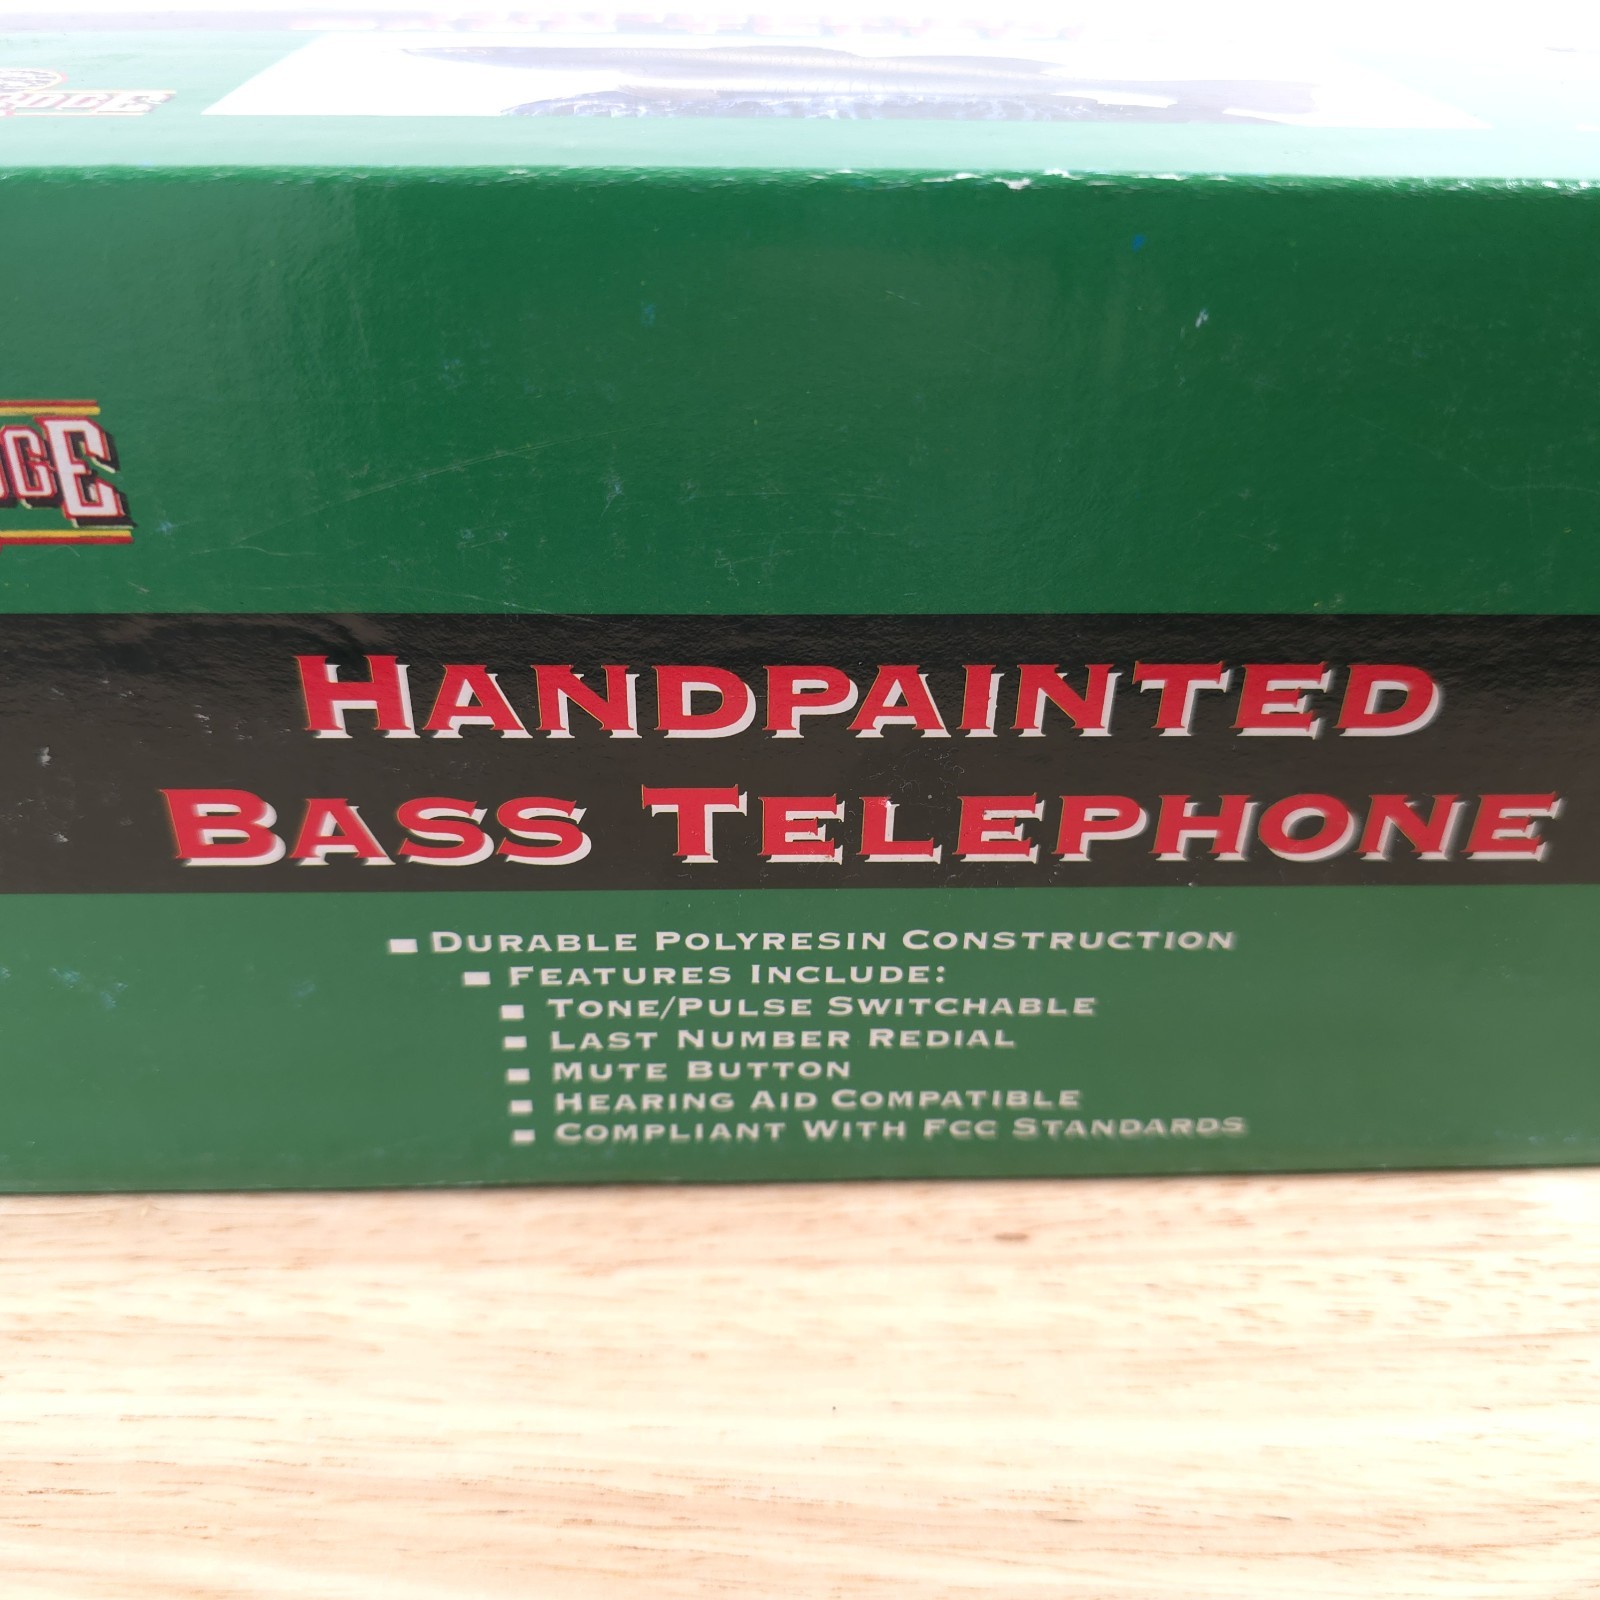 HANDPAINTED
BASS TELEPHONE
DURABLE POLYRESIN CONSTRUCTION
FEATURES INCLUDE:
TONE/PULSE SWITCHABLE
LAST NUMBER REDIAL
MUTE BUTTON
HEARING AID COMPATIBLE
COMPLIANT WITH FCC STANDARDS